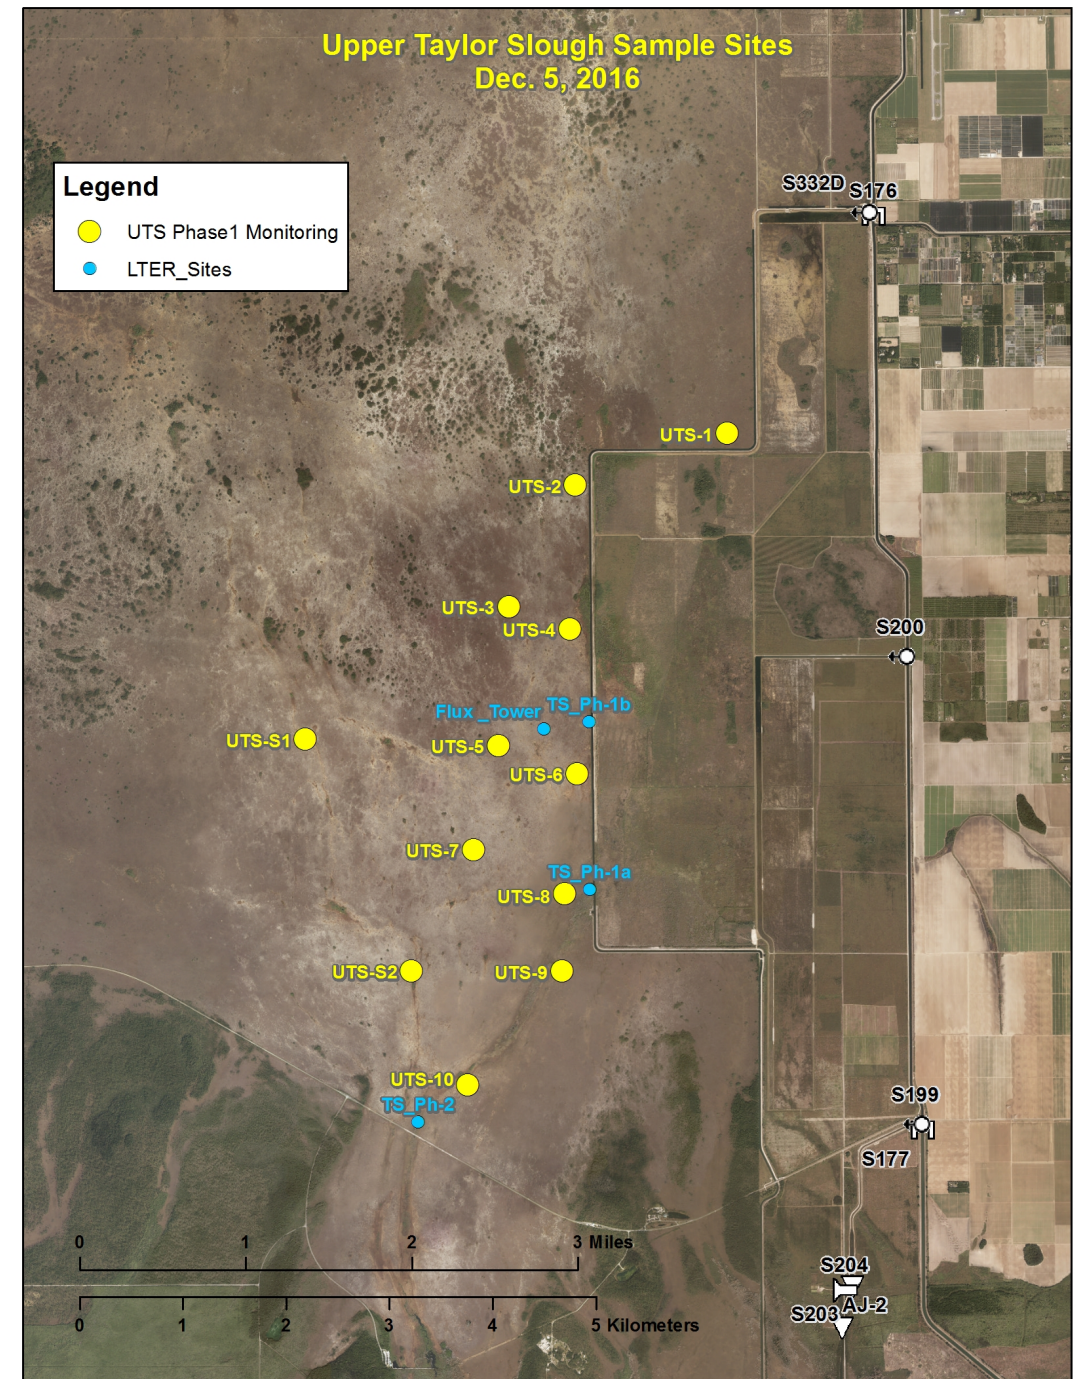 Upper Taylor Slough Sample Sites
Dec. 5, 2016
Legend
UTS Phase1 Monitoring
LTER_Sites
S332D
S176
UTS-1
UTS-2
UTS-3
UTS-4
S200
TS_Ph-1b
Flux _Tower
UTS-S1
UTS-5
UTS-6
UTS-7
TS_Ph-1a
UTS-8
UTS-S2
UTS-9
UTS-10
TS_Ph-2
S199
S177
0 1 2 3 Miles
S204
AJ-2
S203
0 1 2 3 4 5 Kilometers